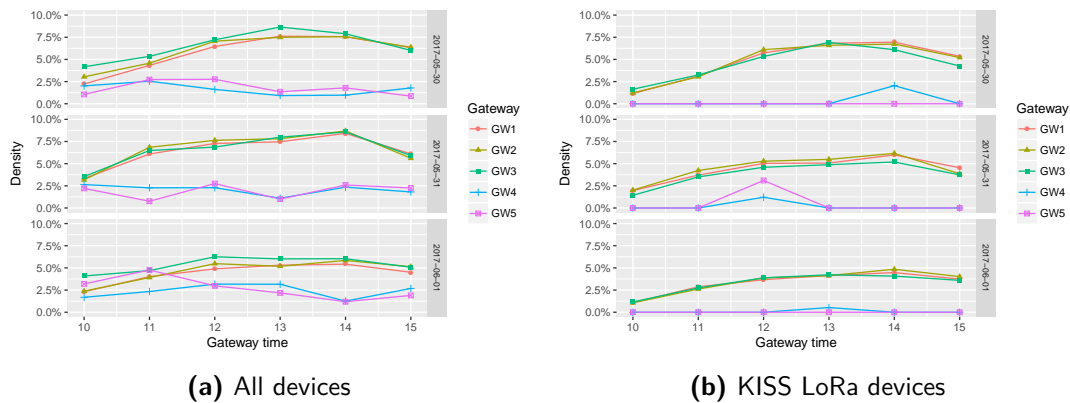 10.0%
7.5%
5.0%
2.5%
0.0%
2017-05-30
10.0%
7.5%
5.0%
2.5%
0.0%
2017-05-31
10.0%
7.5%
5.0%
2.5%
0.0%
2017-06-01
Density
10 11 12 13 14 15
Gateway time
Gateway
GW1
GW2
GW3
GW4
GW5
(a) All devices
10.0%
7.5%
5.0%
2.5%
0.0%
2017-05-30
10.0%
7.5%
5.0%
2.5%
0.0%
2017-05-31
10.0%
7.5%
5.0%
2.5%
0.0%
2017-06-01
Density
10 11 12 13 14 15
Gateway time
Gateway
GW1
GW2
GW3
GW4
GW5
(b) KISS LoRa devices